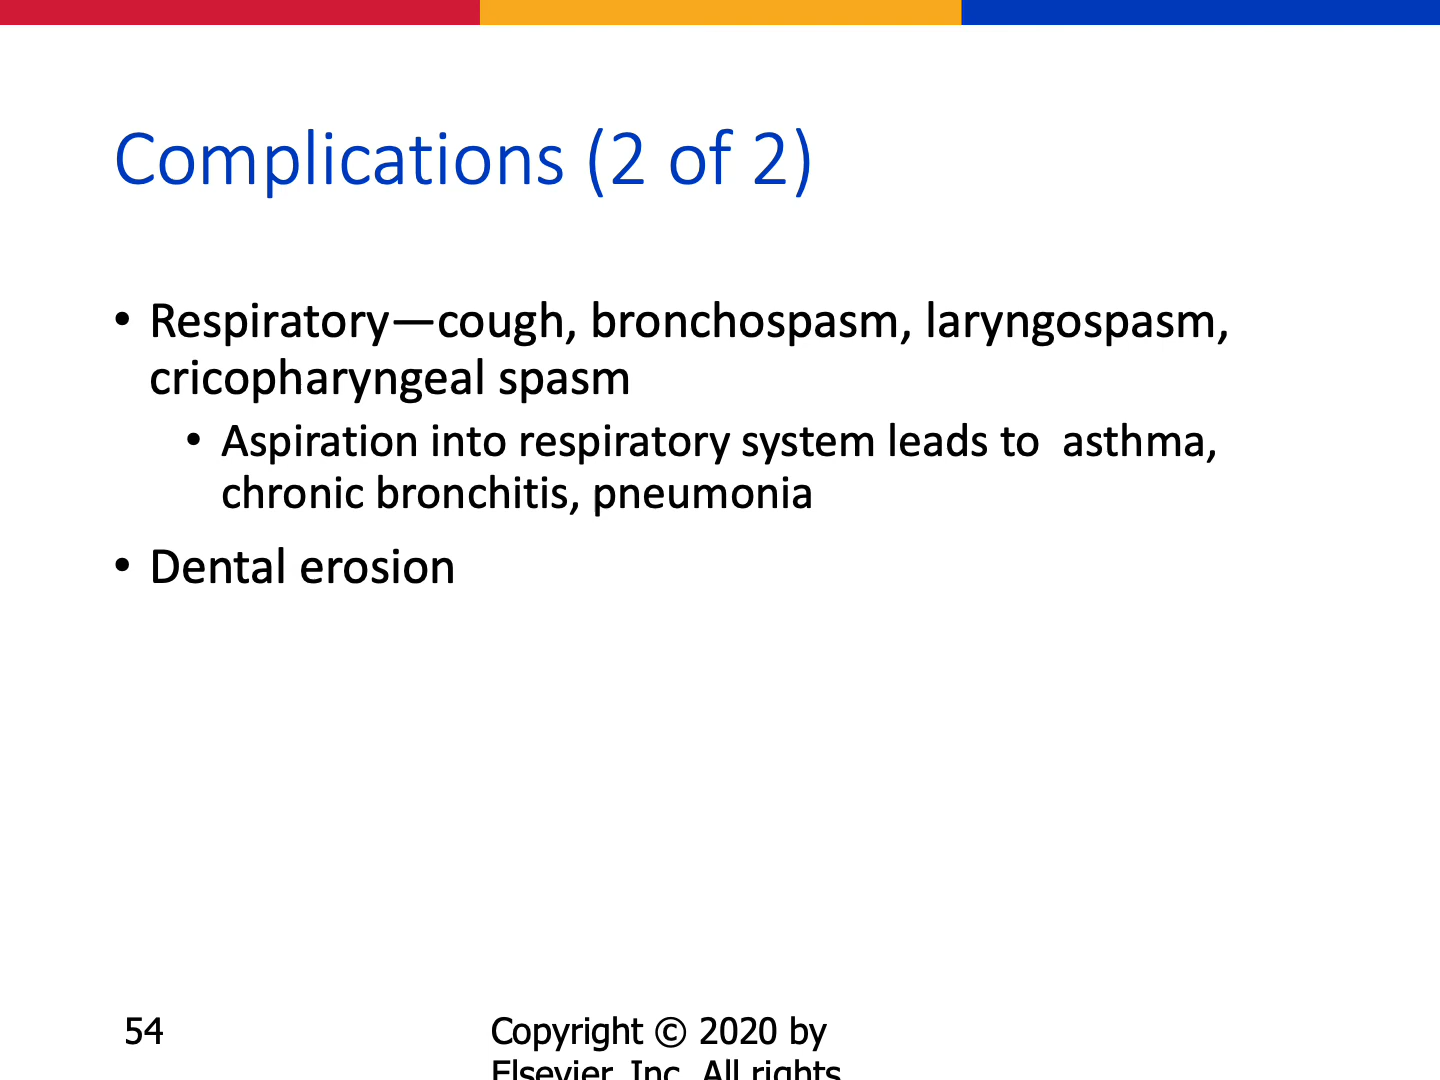 Complications (2 of 2)
• Respiratory—cough, bronchospasm, laryngospasm,
cricopharyngeal spasm
• Aspiration into respiratory system leads to  asthma,
chronic bronchitis, pneumonia
• Dental erosion
54
Copyright © 2020 by
Elsevier, Inc. All rights